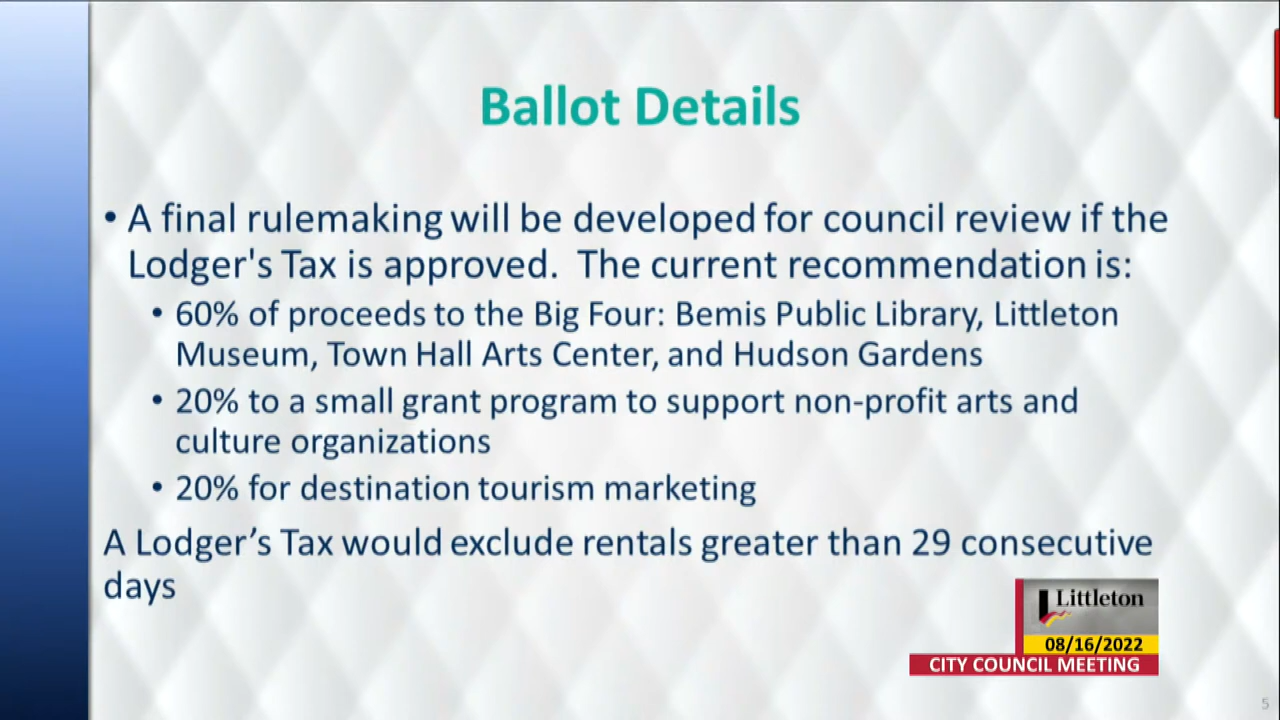 Ballot Details
• A final rulemaking will be developed for council review if the
Lodger's Tax is approved.  The current recommendation is:
• 60% of proceeds to the Big Four: Bemis Public Library, Littleton
Museum, Town Hall Arts Center, and Hudson Gardens
• 20% to a small grant program to support non-profit arts and
culture organizations
• 20% for destination tourism marketing
A Lodger’s Tax would exclude rentals greater than 29 consecutive
days
Littleton
08/16/2022
CITY COUNCIL MEETING
5